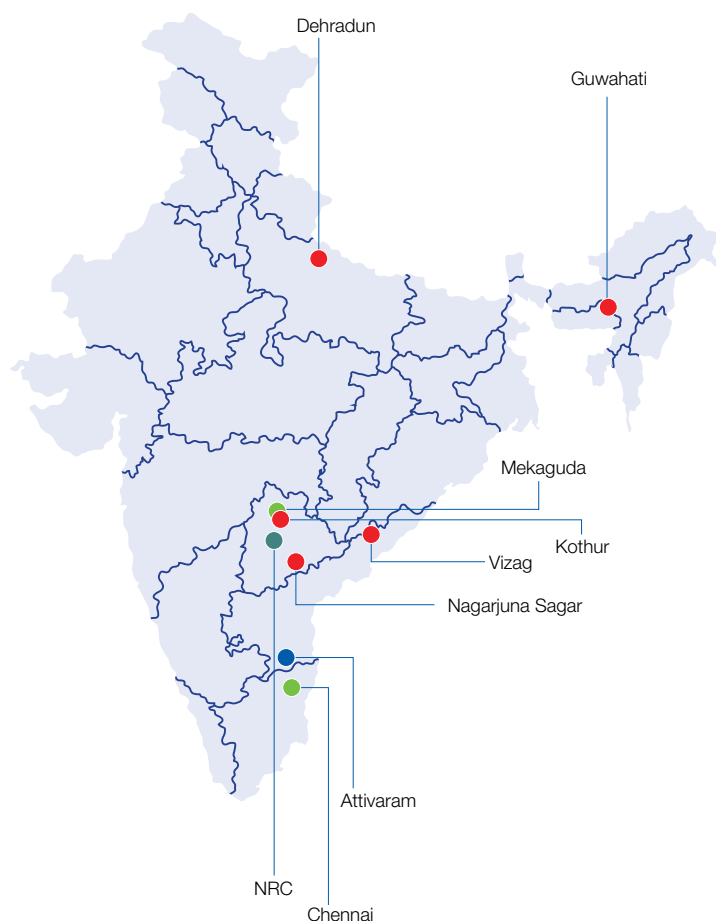 Dehradun
Guwahati
Mekaguda
Kothur
Vizag
Nagarjuna Sagar
Attivaram
NRC
Chennai